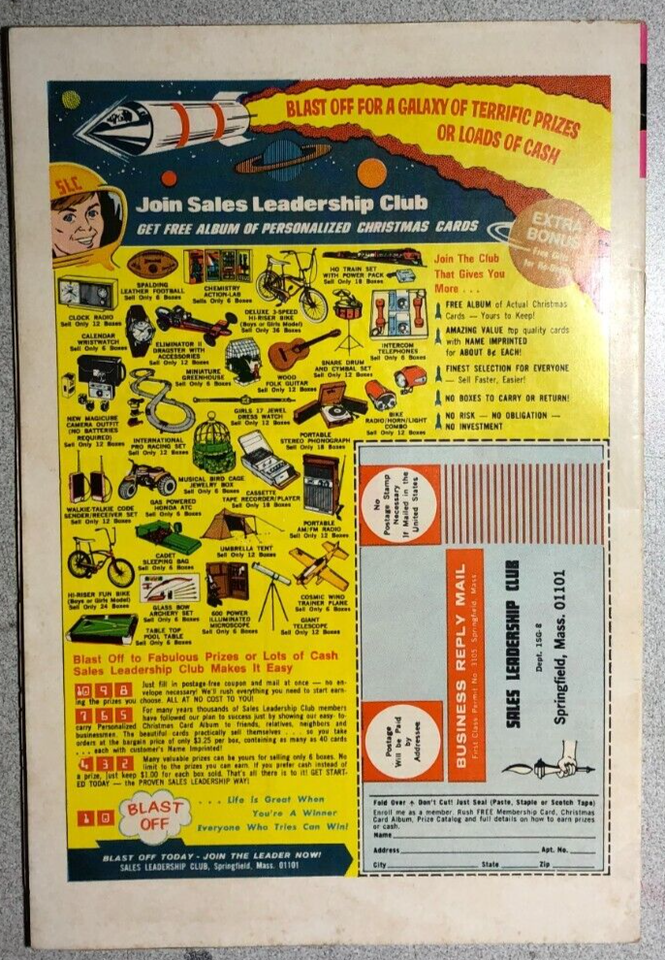 BLAST OFF FOR A GALAXY OF TERRIFIC PRIZES
OR LOADS OF CASH
SLC
Join Sales Leadership Club
GET FREE ALBUM OF PERSONALIZED CHRISTMAS CARDS
EXTRA
BONUS
CLOCK RADIO
Sell Only 12 Boxes
SPALDING
LEATHER FOOTBALL
Sell Only 6 Boxes
CHEMISTRY
ACTION-LAB
Sell Only 6 Boxes
DELUXE 3-SPEED
HI-RISER BIKE
(Boys or Girls Model)
Sell Only 36 Boxes
HO TRAIN SET
WITH POWER PACK
Sell Only 18 Boxes
CALENDAR
WRISTWATCH
Sell Only 6 Boxes
ELIMINATOR II
DRAGSTER WITH
ACCESSORIES
Sell Only 12 Boxes
MINIATURE
GREENHOUSE
Sell Only 6 Boxes
WOOD
FOLK GUITAR
Sell Only 12 Boxes
SNARE DRUM
AND CYMBAL SET
Sell Only 12 Boxes
INTERCOM
TELEPHONES
Sell Only 6 Boxes
NEW MAGICUBE
CAMERA OUTFIT
(NO BATTERIES
REQUIRED)
Sell Only 12 Boxes
INTERNATIONAL
PRO RACING SET
Sell Only 12 Boxes
GIRLS 17 JEWEL
DRESS WATCH
Sell Only 12 Boxes
PORTABLE
STEREO PHONOGRAPH
Sell Only 18 Boxes
BIKE
RADIO/HORN/LIGHT
COMBO
Sell Only 12 Boxes
MUSICAL BIRD CAGE
JEWELRY BOX
Sell Only 6 Boxes
CASSETTE
TAPE RECORDER/PLAYER
Sell Only 18 Boxes
WALKIE-TALKIE CODE
SENDER/RECEIVER SET
Sell Only 12 Boxes
GAS POWERED
HONDA ATC
Sell Only 6 Boxes
PORTABLE
AM/FM RADIO
Sell Only 12 Boxes
CADET
SLEEPING BAG
Sell Only 6 Boxes
UMBRELLA TENT
Sell Only 12 Boxes
HI-RISER FUN BIKE
(Boys or Girls Model)
Sell Only 24 Boxes
GLASS BOW
ARCHERY SET
Sell Only 6 Boxes
600 POWER
ILLUMINATED
MICROSCOPE
Sell Only 6 Boxes
GIANT
TELESCOPE
Sell Only 12 Boxes
COSMIC WIND
TRAINER PLANE
Sell Only 6 Boxes
TABLE TOP
POOL TABLE
Sell Only 12 Boxes
Join The Club
That Gives You
More . . .
FREE ALBUM of Actual Christmas
Cards — Yours to Keep!
AMAZING VALUE top quality cards
with NAME IMPRINTED
for ABOUT 8¢ EACH!
FINEST SELECTION FOR EVERYONE
— Sell Faster, Easier!
NO BOXES TO CARRY OR RETURN!
NO RISK — NO OBLIGATION —
NO INVESTMENT
Blast Off to Fabulous Prizes or Lots of Cash
Sales Leadership Club Makes It Easy
10 9 8 Just fill in postage-free coupon and mail at once — no en-
velope necessary! We'll rush everything you need to start earn-
ing the prizes you choose. ALL AT NO COST TO YOU!
7 6 5 For many years thousands of Sales Leadership Club members
have followed our plan to success just by showing our easy-to-
carry Personalized Christmas Card Album to friends, relatives, neighbors and
businessmen. The beautiful cards practically sell themselves . . . so you take
orders at the bargain price of only $3.25 per box, containing as many as 40 cards
. . . each with customer's Name Imprinted!
4 3 2 Many valuable prizes can be yours for selling only 6 boxes. No
limit to the prizes you can earn. If you prefer cash instead of
a prize, just keep $1.00 for each box sold. That's all there is to it! GET START-
ED TODAY — the PROVEN SALES LEADERSHIP WAY!
1 0
BLAST
OFF
. . . Life is Great When
You're A Winner
Everyone Who Tries Can Win!
BLAST OFF TODAY - JOIN THE LEADER NOW!
SALES LEADERSHIP CLUB, Springfield, Mass. 01101
No
Postage Stamp
Necessary
If Mailed in the
United States
Postage
Will be Paid
by
Addressee
BUSINESS REPLY MAIL
First Class Permit No. 3105, Springfield, Mass.
SALES LEADERSHIP CLUB
Dept. 1SG-8
Springfield, Mass. 01101
Fold Over Don't Cut! Just Seal (Paste, Staple or Scotch Tape)
Enroll me as a member. Rush FREE Membership Card, Christmas
Card Album, Prize Catalog and full details on how to earn prizes
or cash.
Name
Address Apt. No.
City State Zip